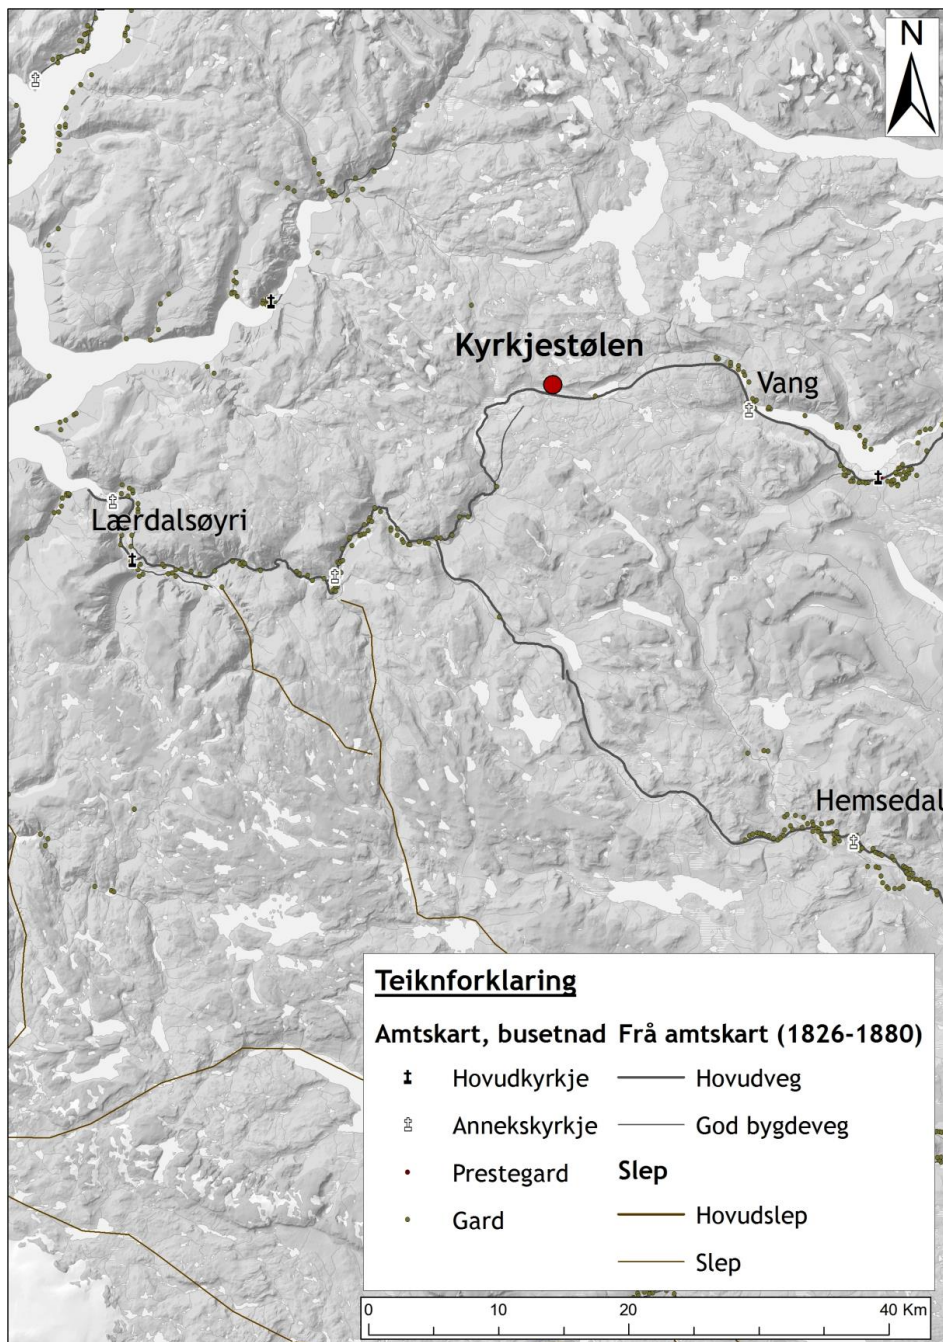 N
Kyrkjestølen
Vang
Lærdalsøyri
Hemsedal
Teiknforklaring
Amtskart, busetnad Frå amtskart (1826-1880)
Hovudkyrkje Hovudveg
Annekskyrkje God bygdeveg
Prestegard Slep
Gard Hovudslep
Slep
0 10 20 40 Km